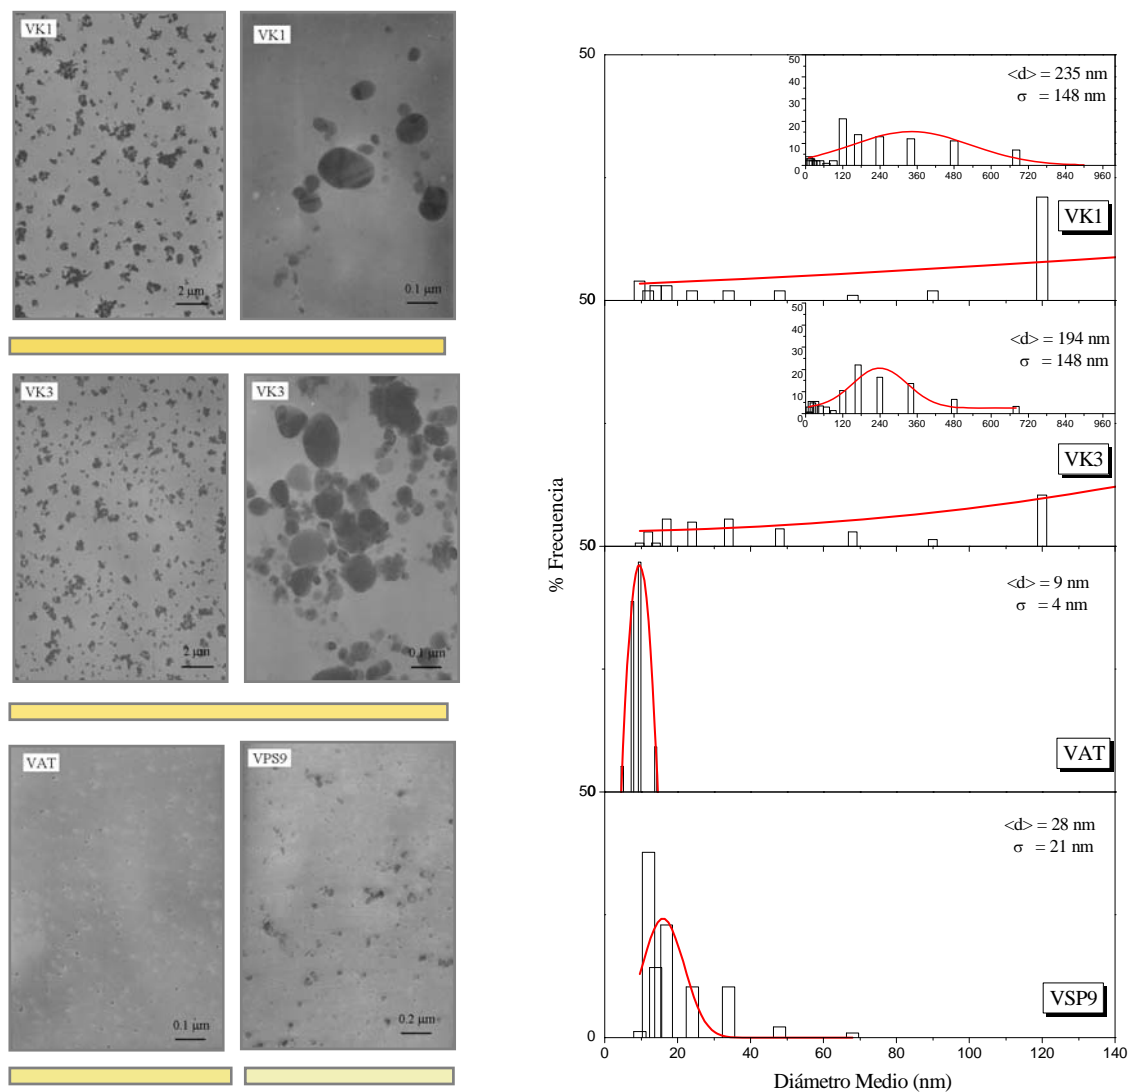 VK1
2 µm
VK1
0.1 µm
VK3
2 µm
VK3
0.1 µm
VAT
0.1 µm
VPS9
0.2 µm
% Frecuencia
50
50
40
30
20
10
0
0 120 240 360 480 600 720 840 960
<d> = 235 nm
σ = 148 nm
VK1
50
50
40
30
20
10
0
0 120 240 360 480 600 720 840 960
<d> = 194 nm
σ = 148 nm
VK3
50
<d> = 9 nm
σ = 4 nm
VAT
50
<d> = 28 nm
σ = 21 nm
VSP9
0
0 20 40 60 80 100 120 140
Diámetro Medio (nm)